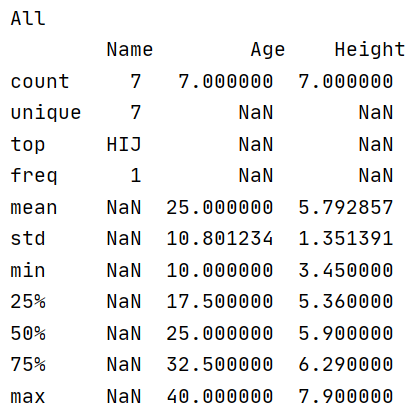 All
Name Age Height
count 7 7.000000 7.000000
unique 7 NaN NaN
top HIJ NaN NaN
freq 1 NaN NaN
mean NaN 25.000000 5.792857
std NaN 10.801234 1.351391
min NaN 10.000000 3.450000
25% NaN 17.500000 5.360000
50% NaN 25.000000 5.900000
75% NaN 32.500000 6.290000
max NaN 40.000000 7.900000